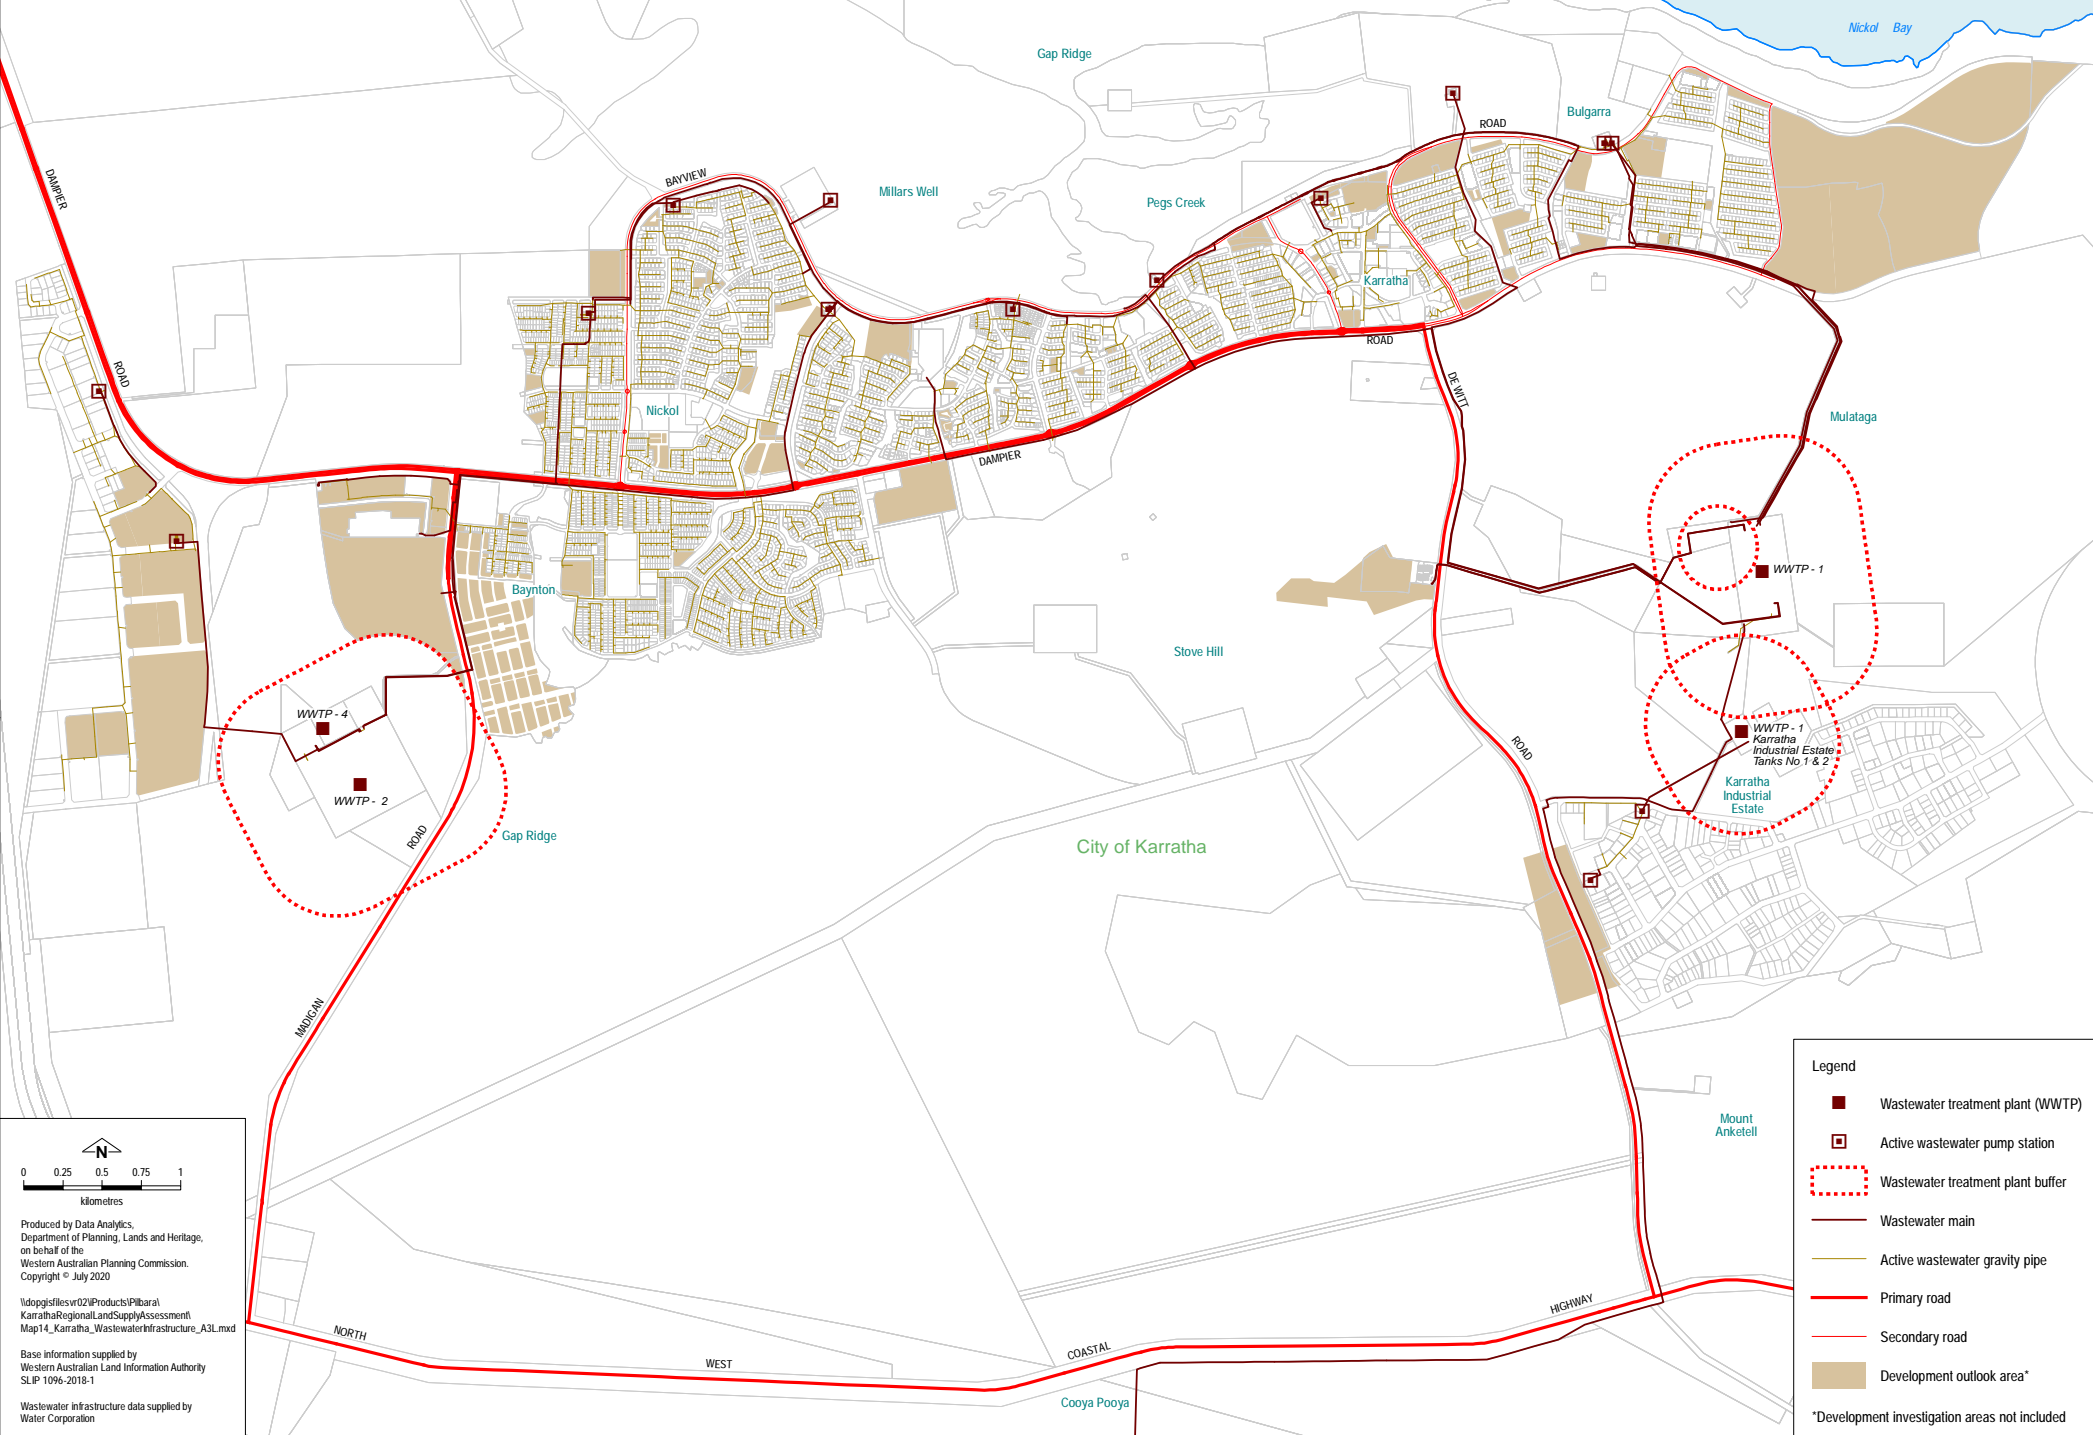 Nickol Bay
Gap Ridge
Bulgarra
ROAD
DAMPIER
BAYVIEW
Millars Well
Pegs Creek
Karratha
ROAD
ROAD
DE WITT
Nickol
Mulataga
DAMPIER
WWTP - 1
Baynton
Stove Hill
WWTP - 4
WWTP - 1
Karratha
Industrial Estate
Tanks No 1 & 2
ROAD
Karratha
Industrial
Estate
WWTP - 2
ROAD
Gap Ridge
City of Karratha
MADIGAN
Mount
Anketell
HIGHWAY
NORTH
WEST
COASTAL
Cooya Pooya
N
0 0.25 0.5 0.75 1
kilometres
Produced by Data Analytics,
Department of Planning, Lands and Heritage,
on behalf of the
Western Australian Planning Commission.
Copyright © July 2020
\\dopgisfilesvr02\iProducts\Pilbara\
KarrathaRegionalLandSupplyAssessment\
Map14_Karratha_WastewaterInfrastructure_A3L.mxd
Base information supplied by
Western Australian Land Information Authority
SLIP 1096-2018-1
Wastewater infrastructure data supplied by
Water Corporation
Legend
Wastewater treatment plant (WWTP)
Active wastewater pump station
Wastewater treatment plant buffer
Wastewater main
Active wastewater gravity pipe
Primary road
Secondary road
Development outlook area*
*Development investigation areas not included